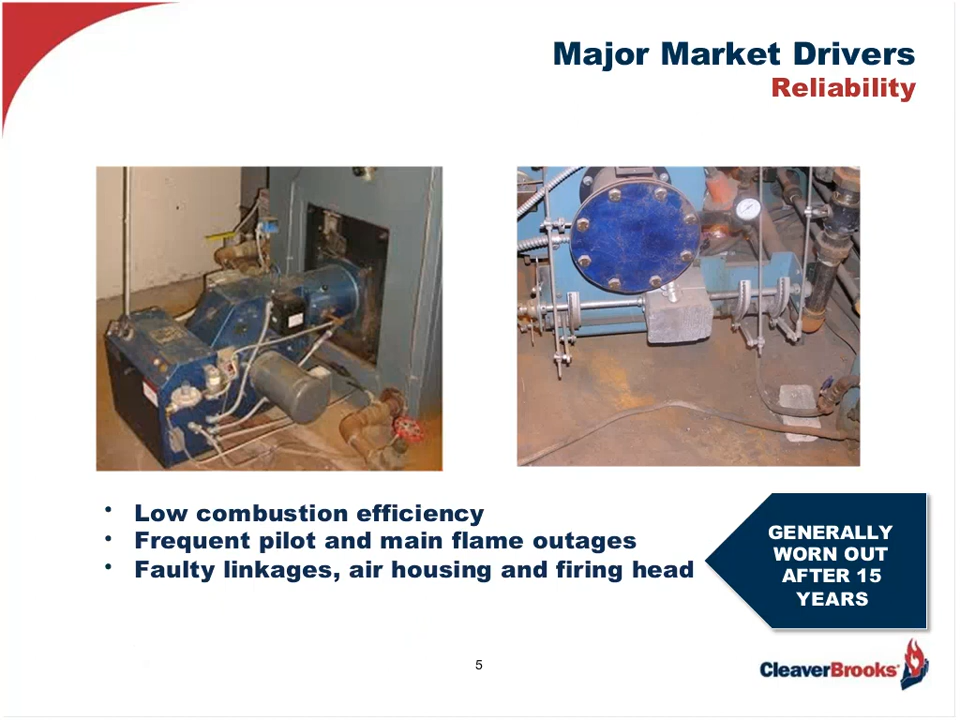 Major Market Drivers
Reliability
• Low combustion efficiency
• Frequent pilot and main flame outages
• Faulty linkages, air housing and firing head
GENERALLY
WORN OUT
AFTER 15
YEARS
5
CleaverBrooks